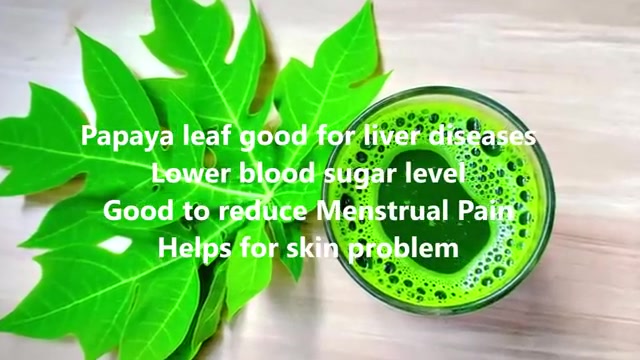 Papaya leaf good for liver diseases
Lower blood sugar level
Good to reduce Menstrual Pain
Helps for skin problem